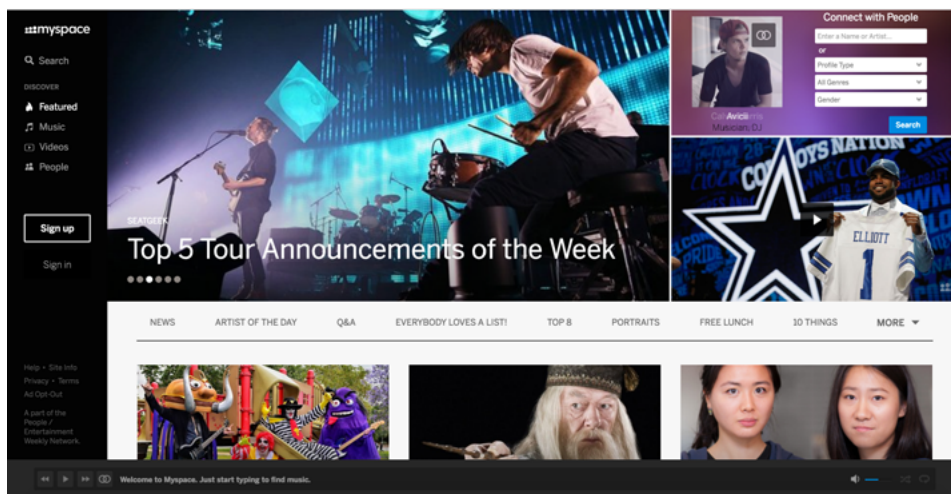 myspace
Search
DISCOVER
Featured
Music
Videos
People
Sign up
Sign in
Help • Site Info
Privacy • Terms
Ad Opt-Out
A part of the
People /
Entertainment
Weekly Network.
SEATGEEK
Top 5 Tour Announcements of the Week
Connect with People
Enter a Name or Artist...
or
Profile Type
All Genres
Gender
Search
Avicii
Musician, DJ
COWBOYS NATION
ELLIOTT
1
NEWS
ARTIST OF THE DAY
Q&A
EVERYBODY LOVES A LIST!
TOP 8
PORTRAITS
FREE LUNCH
10 THINGS
MORE
Welcome to Myspace. Just start typing to find music.